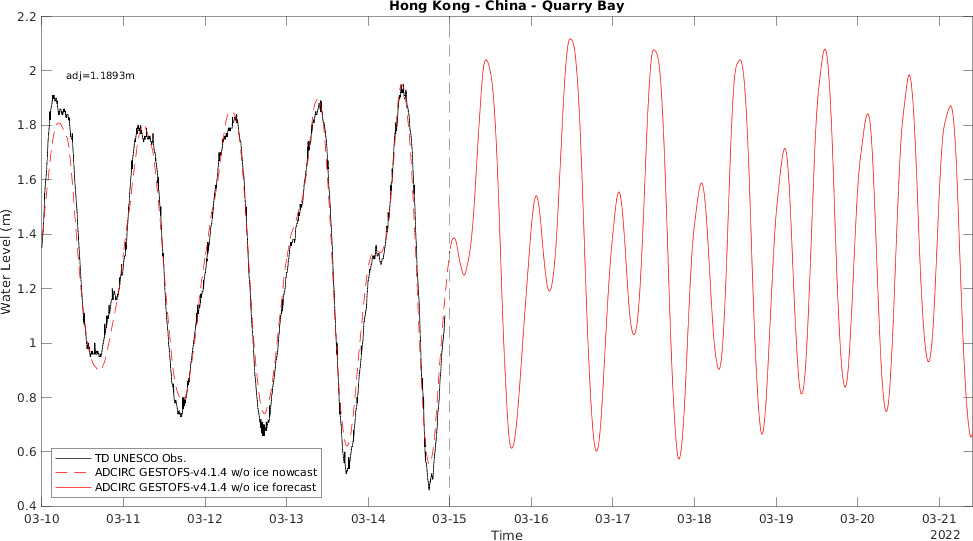 Hong Kong - China - Quarry Bay
2.2
2
1.8
1.6
1.4
1.2
1
0.8
0.6
0.4
Water Level (m)
adj=1.1893m
TD UNESCO Obs.
ADCIRC GESTOFS-v4.1.4 w/o ice nowcast
ADCIRC GESTOFS-v4.1.4 w/o ice forecast
03-10 03-11 03-12 03-13 03-14 03-15 03-16 03-17 03-18 03-19 03-20 03-21
Time 2022